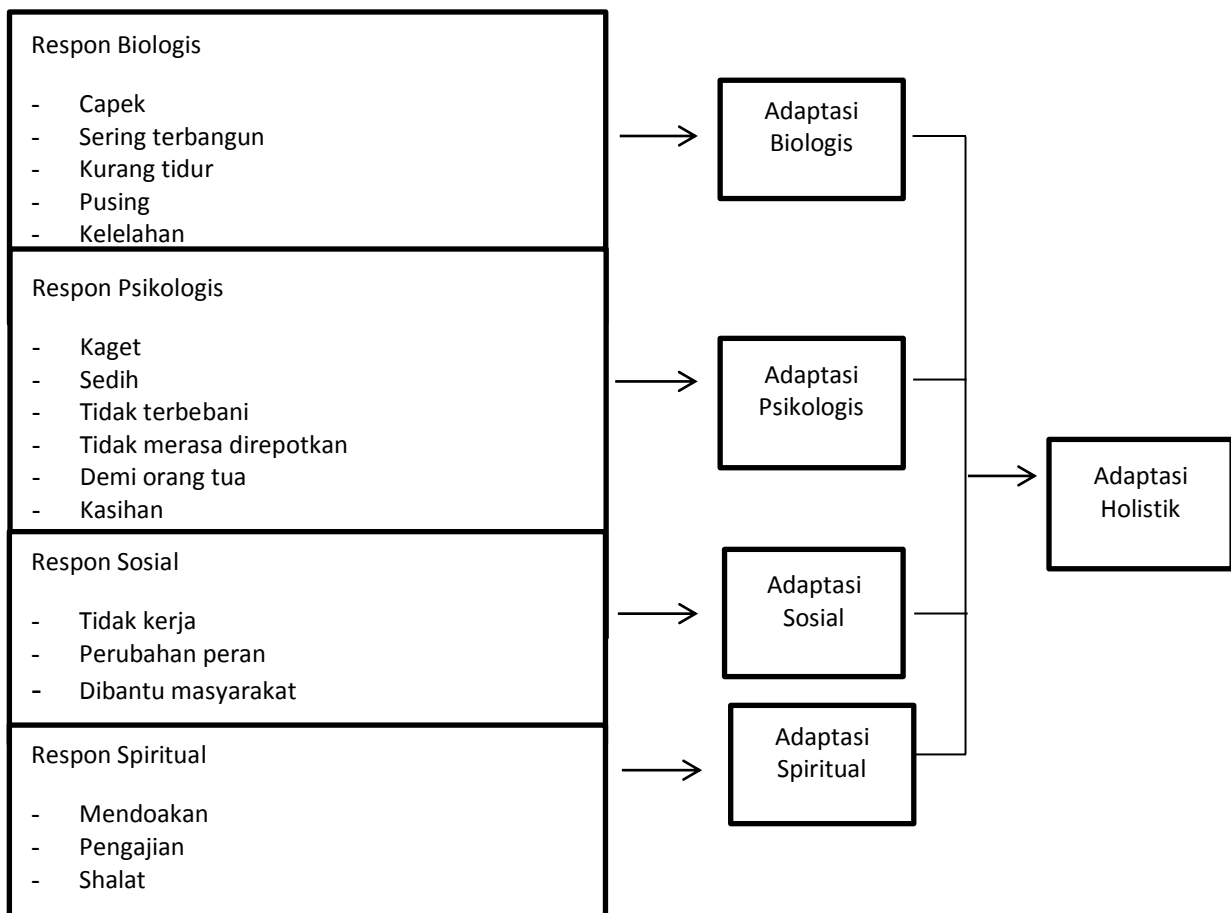 Respon Biologis
- Capek
- Sering terbangun
- Kurang tidur
- Pusing
- Kelelahan
Adaptasi
Biologis
Respon Psikologis
- Kaget
- Sedih
- Tidak terbebani
- Tidak merasa direpotkan
- Demi orang tua
- Kasihan
Adaptasi
Psikologis
Respon Sosial
- Tidak kerja
- Perubahan peran
- Dibantu masyarakat
Adaptasi
Sosial
Respon Spiritual
- Mendoakan
- Pengajian
- Shalat
Adaptasi
Spiritual
Adaptasi
Holistik